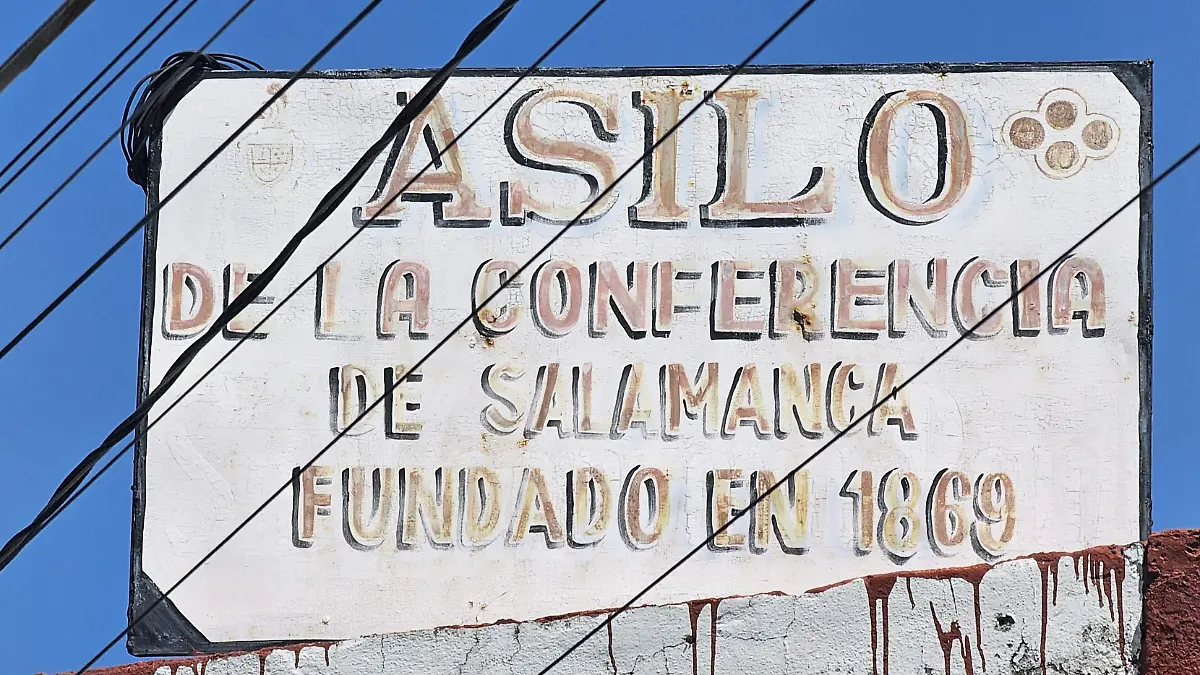 ASILO
DE LA CONFERENCIA
DE SALAMANCA
FUNDADO EN 1869